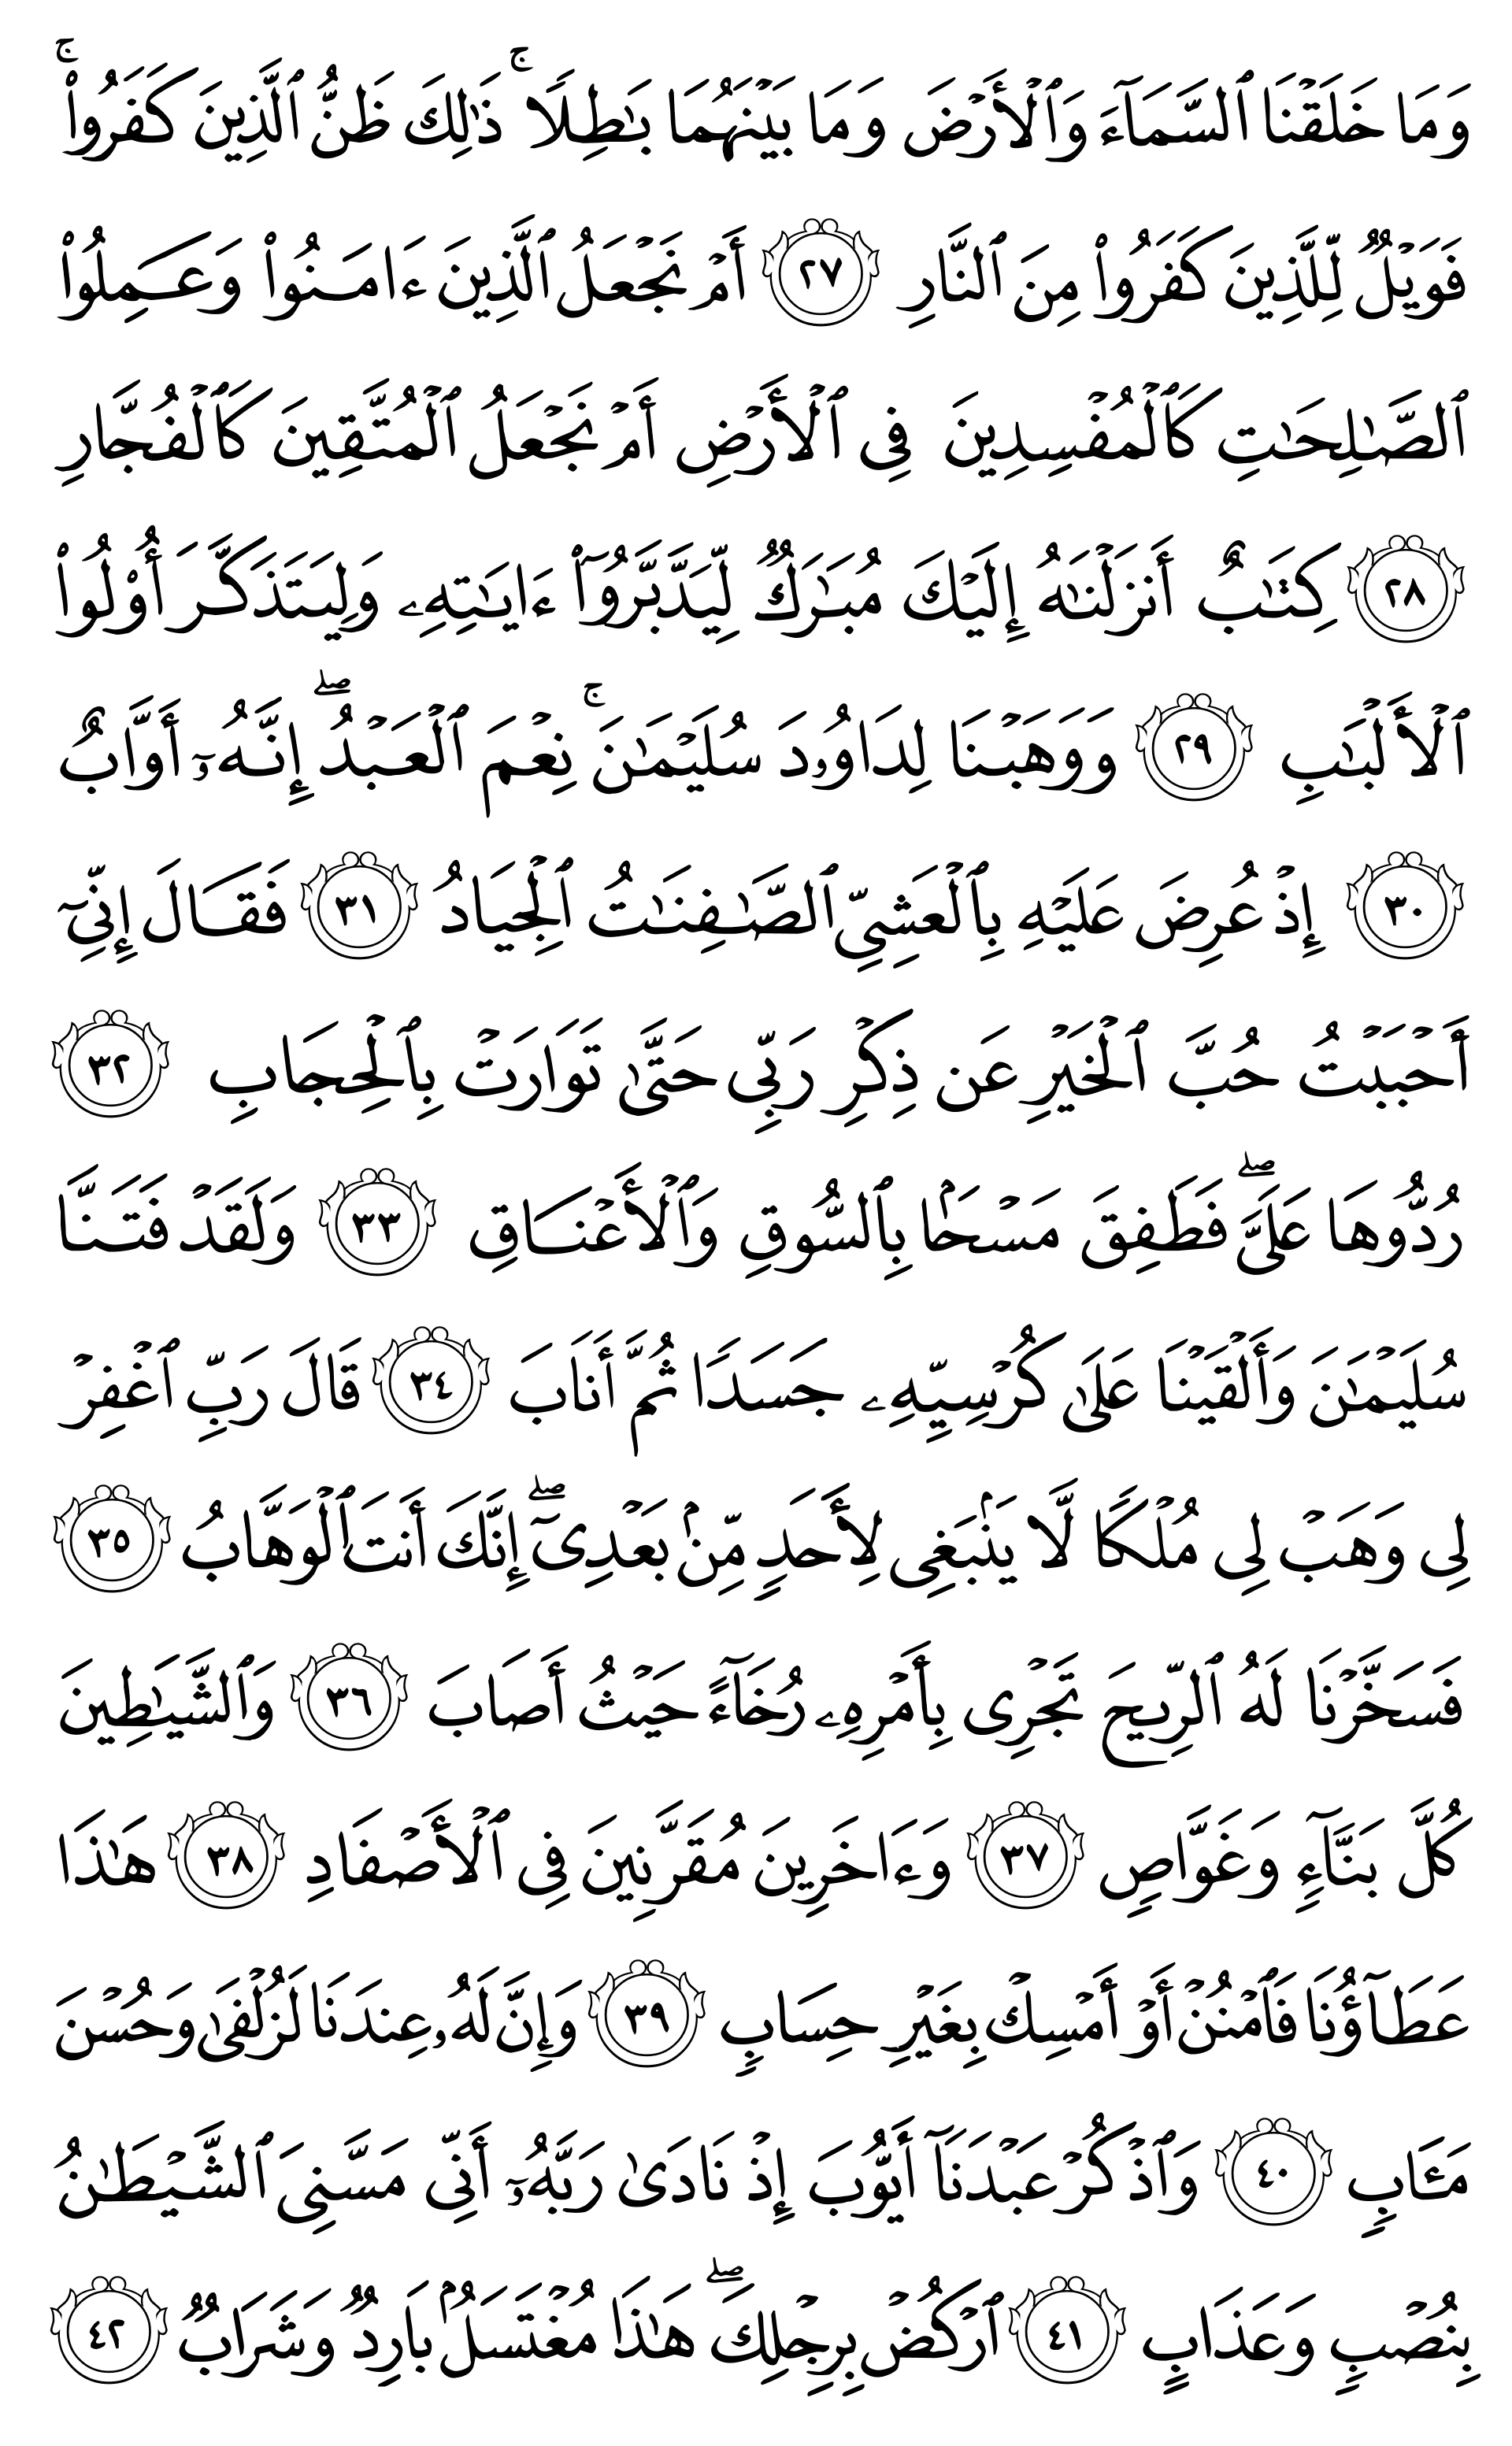 وَمَا خَلَقْنَا ٱلسَّمَآءَ وَٱلْأَرْضَ وَمَا بَيْنَهُمَا بَٰطِلًا ۚ ذَٰلِكَ ظَنُّ ٱلَّذِينَ كَفَرُوا۟ ۚ
فَوَيْلٌ لِّلَّذِينَ كَفَرُوا۟ مِنَ ٱلنَّارِ ٢٧ أَمْ نَجْعَلُ ٱلَّذِينَ ءَامَنُوا۟ وَعَمِلُوا۟
ٱلصَّٰلِحَٰتِ كَٱلْمُفْسِدِينَ فِى ٱلْأَرْضِ أَمْ نَجْعَلُ ٱلْمُتَّقِينَ كَٱلْفُجَّارِ
٢٨ كِتَٰبٌ أَنزَلْنَٰهُ إِلَيْكَ مُبَٰرَكٌ لِّيَدَّبَّرُوٓا۟ ءَايَٰتِهِۦ وَلِيَتَذَكَّرَ أُو۟لُوا۟
ٱلْأَلْبَٰبِ ٢٩ وَوَهَبْنَا لِدَاوُۥدَ سُلَيْمَٰنَ ۚ نِعْمَ ٱلْعَبْدُ ۖ إِنَّهُۥٓ أَوَّابٌ
٣٠ إِذْ عُرِضَ عَلَيْهِ بِٱلْعَشِىِّ ٱلصَّٰفِنَٰتُ ٱلْجِيَادُ ٣١ فَقَالَ إِنِّىٓ
أَحْبَبْتُ حُبَّ ٱلْخَيْرِ عَن ذِكْرِ رَبِّى حَتَّىٰ تَوَارَتْ بِٱلْحِجَابِ ٣٢
رُدُّوهَا عَلَىَّ ۖ فَطَفِقَ مَسْحًۢا بِٱلسُّوقِ وَٱلْأَعْنَاقِ ٣٣ وَلَقَدْ فَتَنَّا
سُلَيْمَٰنَ وَأَلْقَيْنَا عَلَىٰ كُرْسِيِّهِۦ جَسَدًا ثُمَّ أَنَابَ ٣٤ قَالَ رَبِّ ٱغْفِرْ
لِى وَهَبْ لِى مُلْكًا لَّا يَنۢبَغِى لِأَحَدٍ مِّنۢ بَعْدِىٓ ۖ إِنَّكَ أَنتَ ٱلْوَهَّابُ ٣٥
فَسَخَّرْنَا لَهُ ٱلرِّيحَ تَجْرِى بِأَمْرِهِۦ رُخَآءً حَيْثُ أَصَابَ ٣٦ وَٱلشَّيَٰطِينَ
كُلَّ بَنَّآءٍ وَغَوَّاصٍ ٣٧ وَءَاخَرِينَ مُقَرَّنِينَ فِى ٱلْأَصْفَادِ ٣٨ هَٰذَا
عَطَآؤُنَا فَٱمْنُنْ أَوْ أَمْسِكْ بِغَيْرِ حِسَابٍ ٣٩ وَإِنَّ لَهُۥ عِندَنَا لَزُلْفَىٰ وَحُسْنَ
مَـَٔابٍ ٤٠ وَٱذْكُرْ عَبْدَنَآ أَيُّوبَ إِذْ نَادَىٰ رَبَّهُۥٓ أَنِّى مَسَّنِىَ ٱلشَّيْطَٰنُ
بِنُصْبٍ وَعَذَابٍ ٤١ ٱرْكُضْ بِرِجْلِكَ ۖ هَٰذَا مُغْتَسَلٌۢ بَارِدٌ وَشَرَابٌ ٤٢